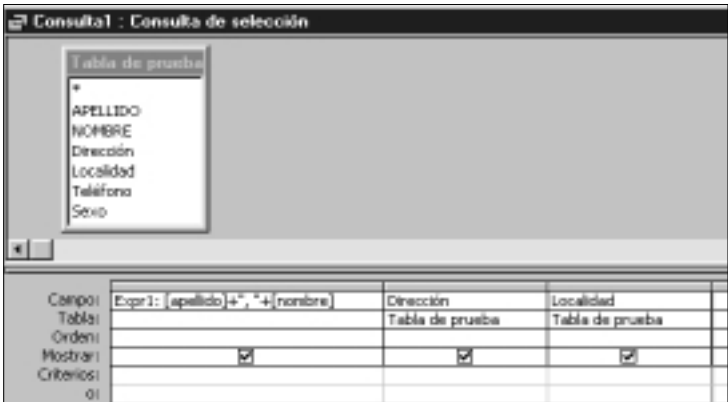 Consulta1 : Consulta de selección
Tabla de prueba
*
APELLIDO
NOMBRE
Dirección
Localidad
Teléfono
Sexo
Campo: Expr1: [apellido]+", "+[nombre] Dirección Localidad
Tabla: Tabla de prueba Tabla de prueba
Orden:
Mostrar:
Criterios:
o: